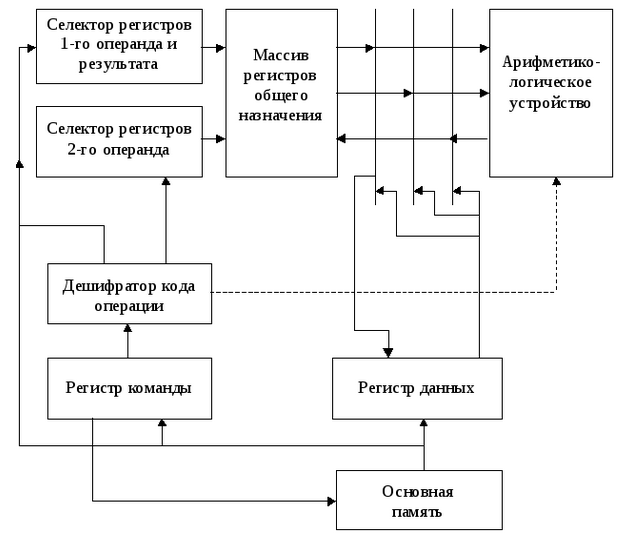 Селектор регистров
1-го операнда и
результата
Массив
регистров
общего
назначения
Арифметико-
логическое
устройство
Селектор регистров
2-го операнда
Дешифратор кода
операции
Регистр команды
Регистр данных
Основная
память